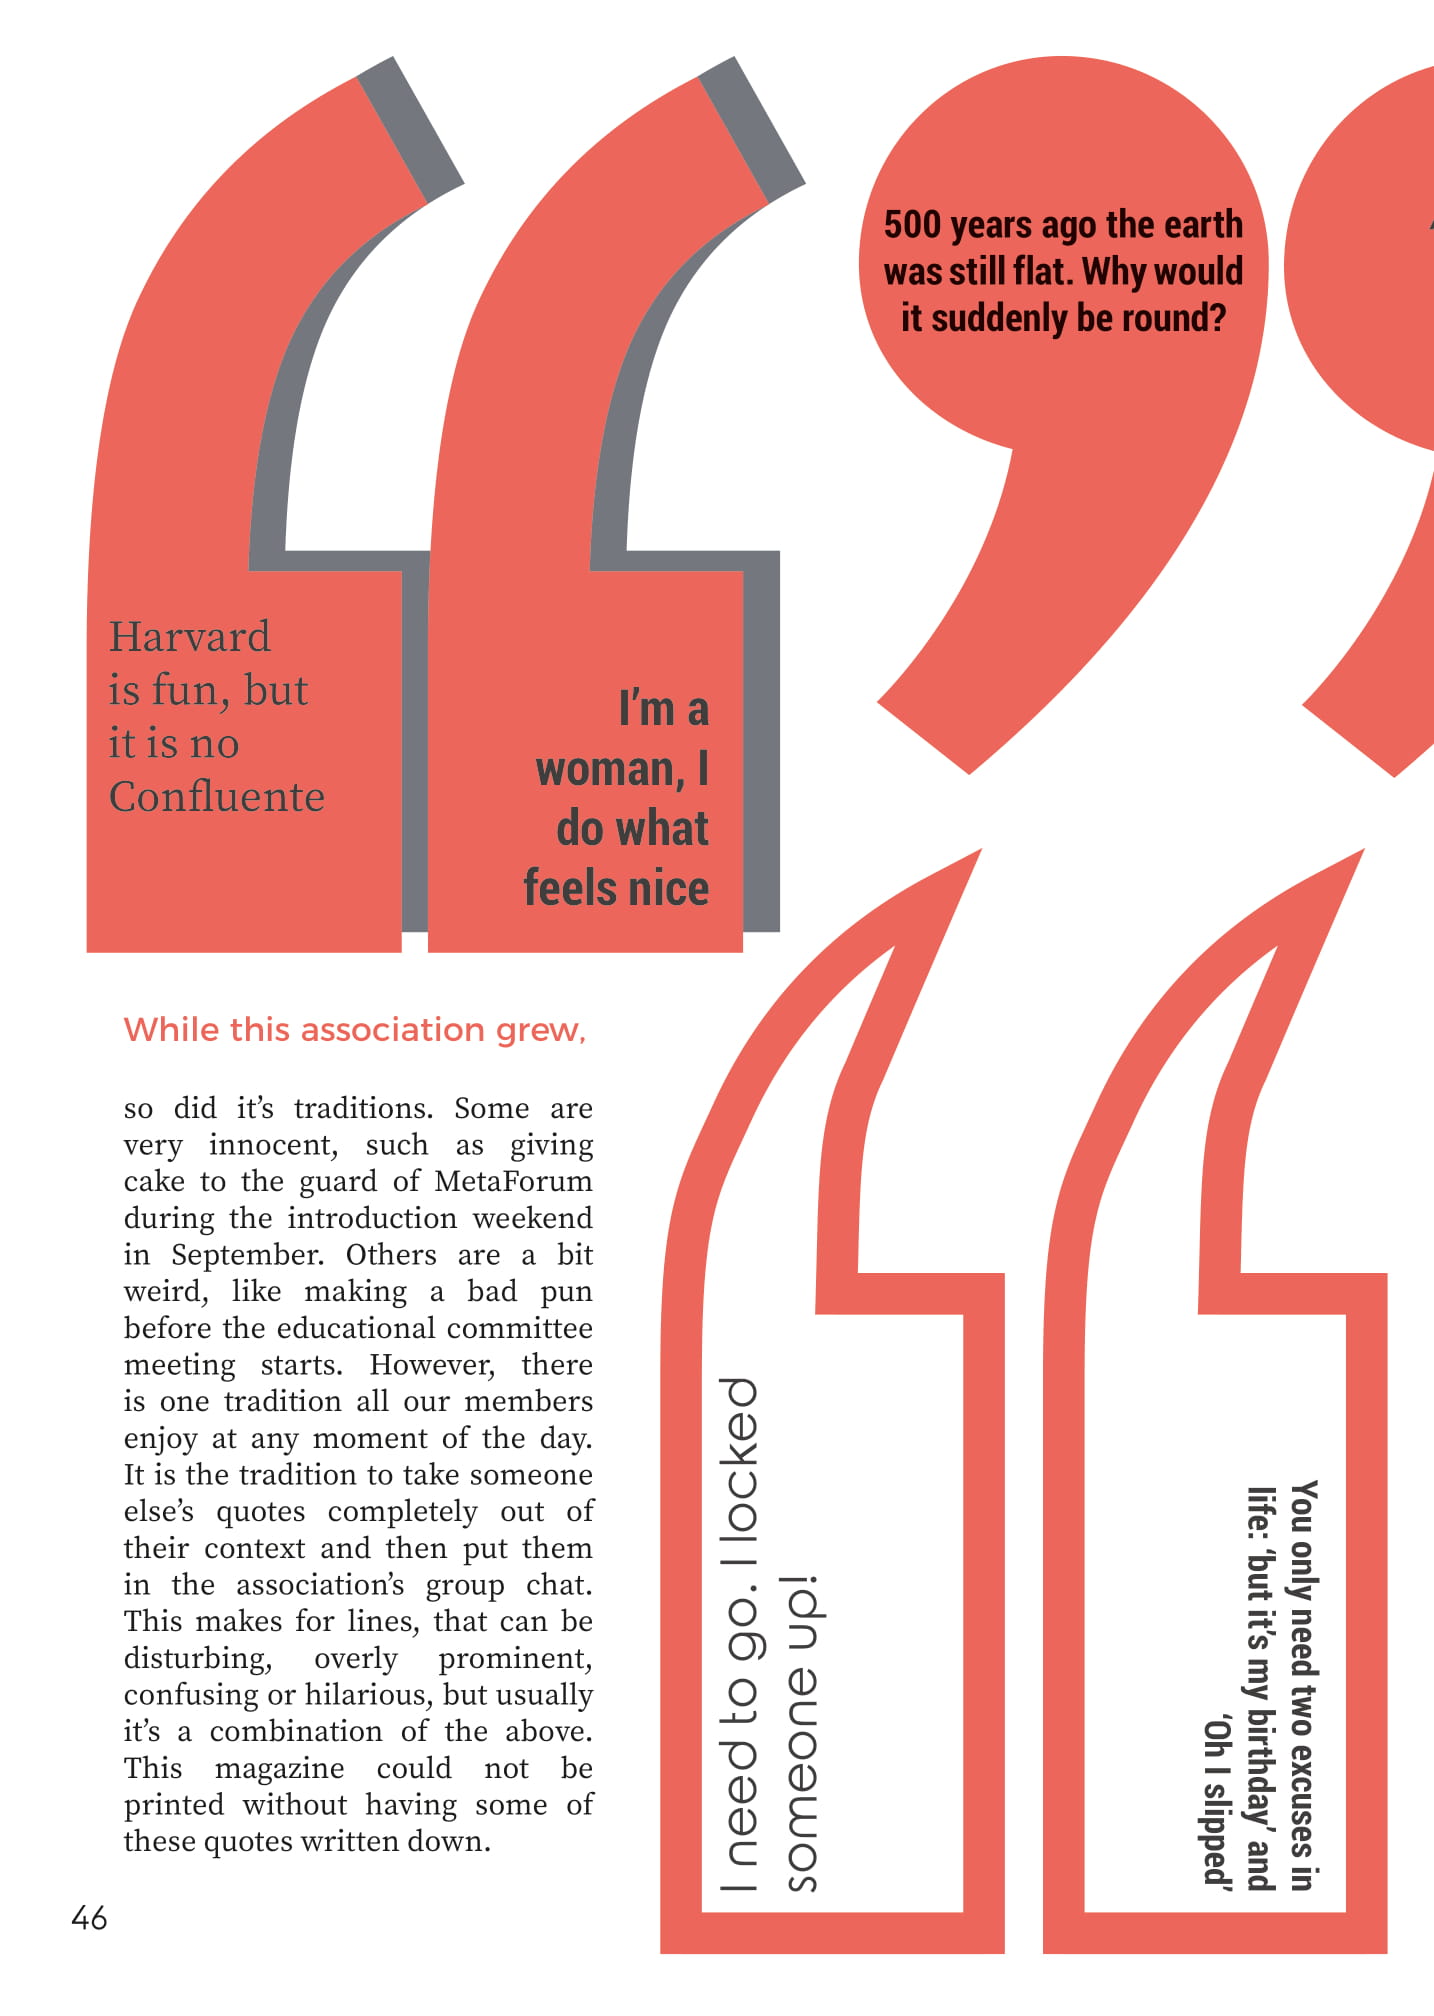 Harvard
is fun, but
it is no
Confluente
I’m a
woman, I
do what
feels nice
500 years ago the earth
was still flat. Why would
it suddenly be round?
While this association grew,
so did it’s traditions. Some are
very innocent, such as giving
cake to the guard of MetaForum
during the introduction weekend
in September. Others are a bit
weird, like making a bad pun
before the educational committee
meeting starts. However, there
is one tradition all our members
enjoy at any moment of the day.
It is the tradition to take someone
else’s quotes completely out of
their context and then put them
in the association’s group chat.
This makes for lines, that can be
disturbing, overly prominent,
confusing or hilarious, but usually
it’s a combination of the above.
This magazine could not be
printed without having some of
these quotes written down.
I need to go. I locked
someone up!
You only need two excuses in
life: ‘but it’s my birthday’ and
‘Oh I slipped’
46